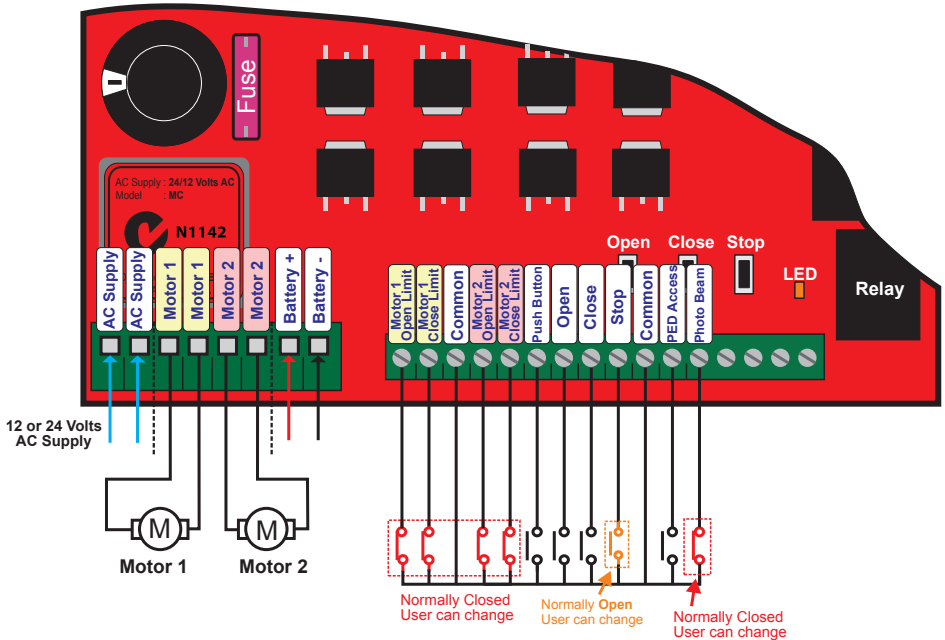 Fuse
AC Supply : 24/12 Volts AC
Model : MC
N1142
Open Close Stop
LED
Relay
AC Supply
AC Supply
Motor 1
Motor 1
Motor 2
Motor 2
Battery +
Battery -
Motor 1
Open Limit
Motor 1
Close Limit
Common
Motor 2
Open Limit
Motor 2
Close Limit
Push Button
Open
Close
Stop
Common
PED Access
Photo Beam
12 or 24 Volts
AC Supply
M
M
Motor 1
Motor 2
Normally Closed
User can change
Normally Open
User can change
Normally Closed
User can change